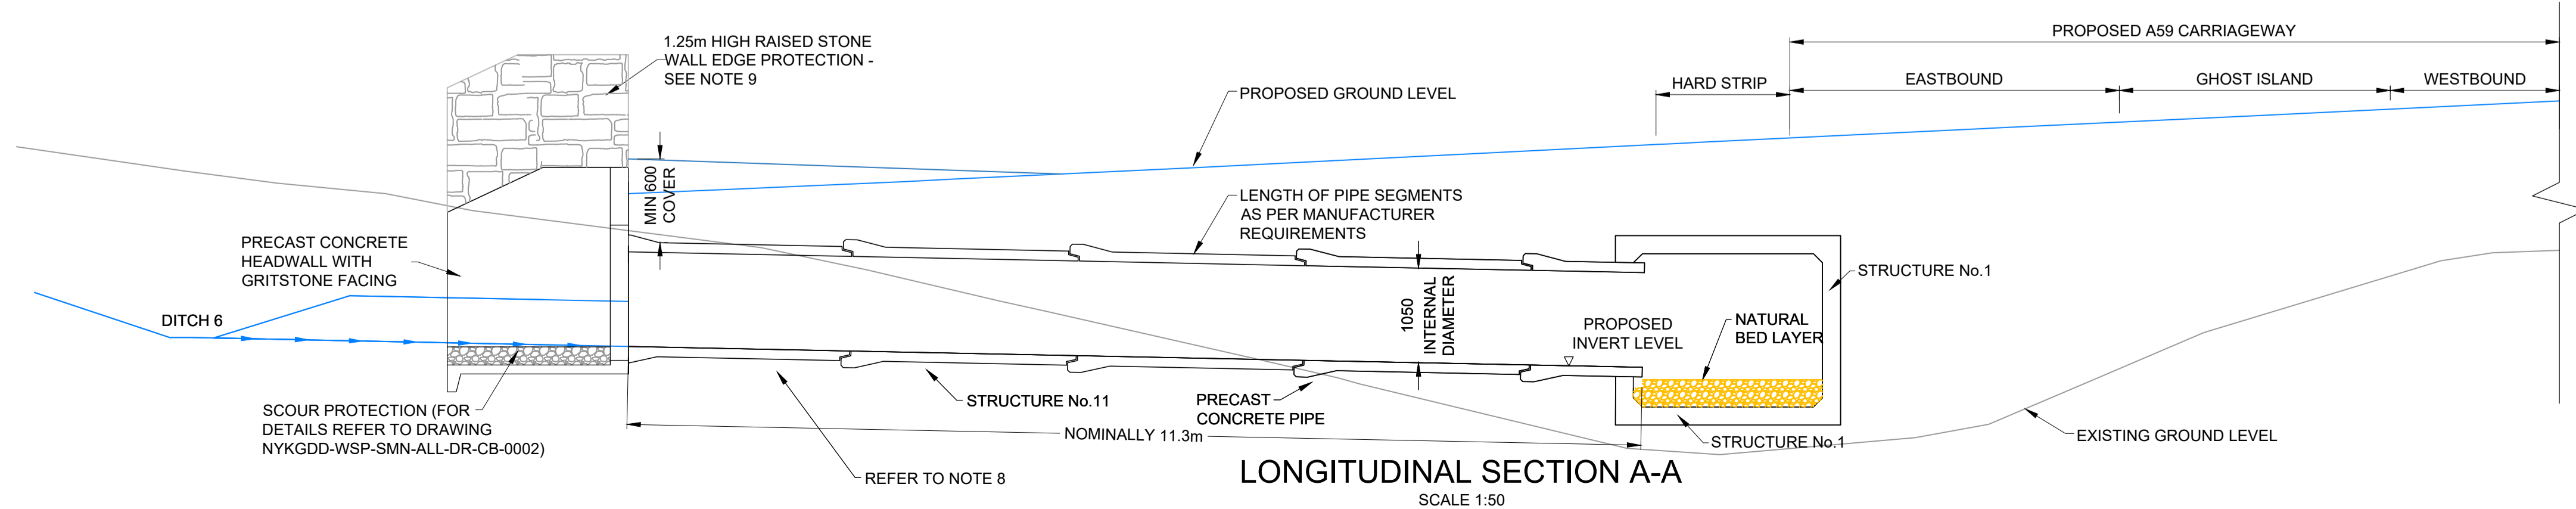 1.25m HIGH RAISED STONE
WALL EDGE PROTECTION -
SEE NOTE 9
PROPOSED GROUND LEVEL
HARD STRIP
PROPOSED A59 CARRIAGEWAY
EASTBOUND
GHOST ISLAND
WESTBOUND
MIN 600
COVER
LENGTH OF PIPE SEGMENTS
AS PER MANUFACTURER
REQUIREMENTS
PRECAST CONCRETE
HEADWALL WITH
GRITSTONE FACING
DITCH 6
1050
INTERNAL
DIAMETER
PROPOSED
INVERT LEVEL
NATURAL
BED LAYER
STRUCTURE No.1
SCOUR PROTECTION (FOR
DETAILS REFER TO DRAWING
NYKGDD-WSP-SMN-ALL-DR-CB-0002)
STRUCTURE No.11
PRECAST
CONCRETE PIPE
NOMINALLY 11.3m
STRUCTURE No.1
EXISTING GROUND LEVEL
REFER TO NOTE 8
LONGITUDINAL SECTION A-A
SCALE 1:50